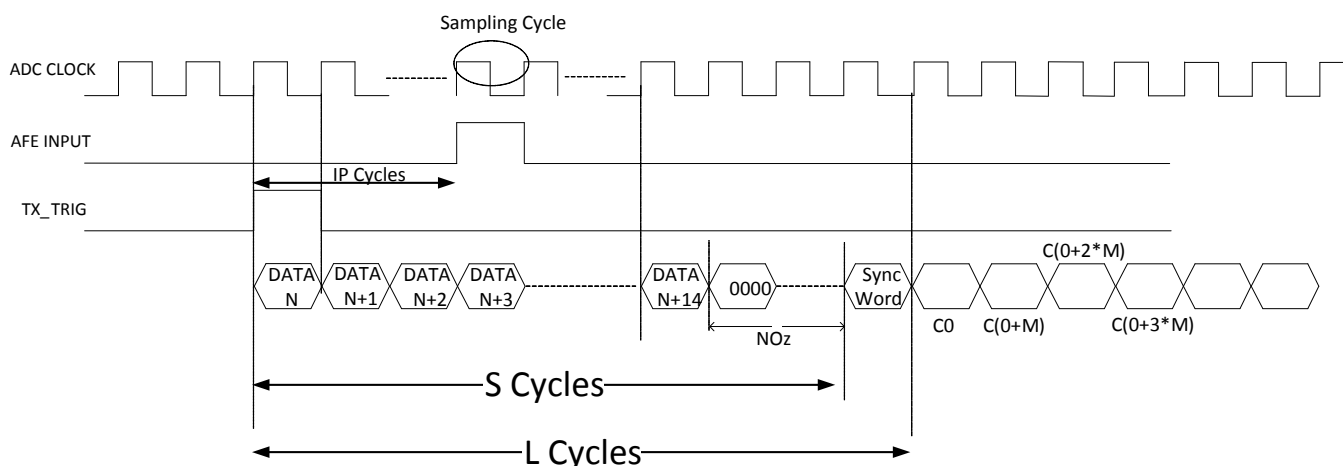 Sampling Cycle
ADC CLOCK
AFE INPUT
IP Cycles
TX_TRIG
DATA N
DATA N+1
DATA N+2
DATA N+3
DATA N+14
0000
Sync Word
C(0+2*M)
C0
C(0+M)
C(0+3*M)
NOz
S Cycles
L Cycles